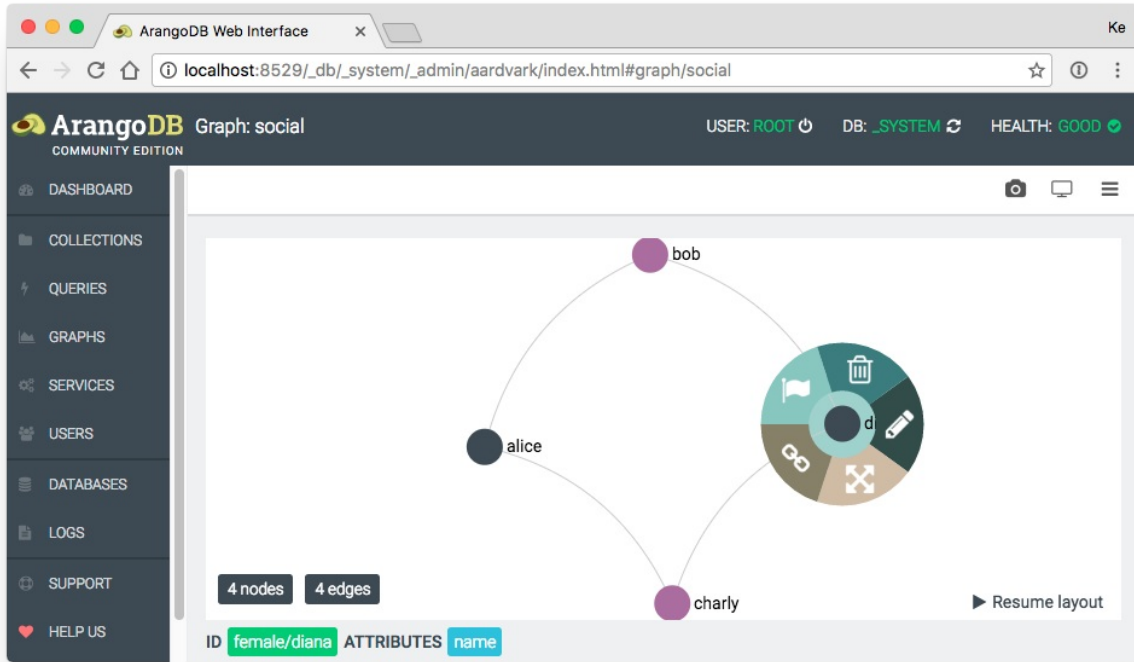 ArangoDB Web Interface
Ke
localhost:8529/_db/_system/_admin/aardvark/index.html#graph/social
ArangoDB
COMMUNITY EDITION
Graph: social
USER: ROOT
DB: _SYSTEM
HEALTH: GOOD
DASHBOARD
COLLECTIONS
QUERIES
GRAPHS
SERVICES
USERS
DATABASES
LOGS
SUPPORT
HELP US
bob
alice
charly
4 nodes
4 edges
Resume layout
ID female/diana ATTRIBUTES name